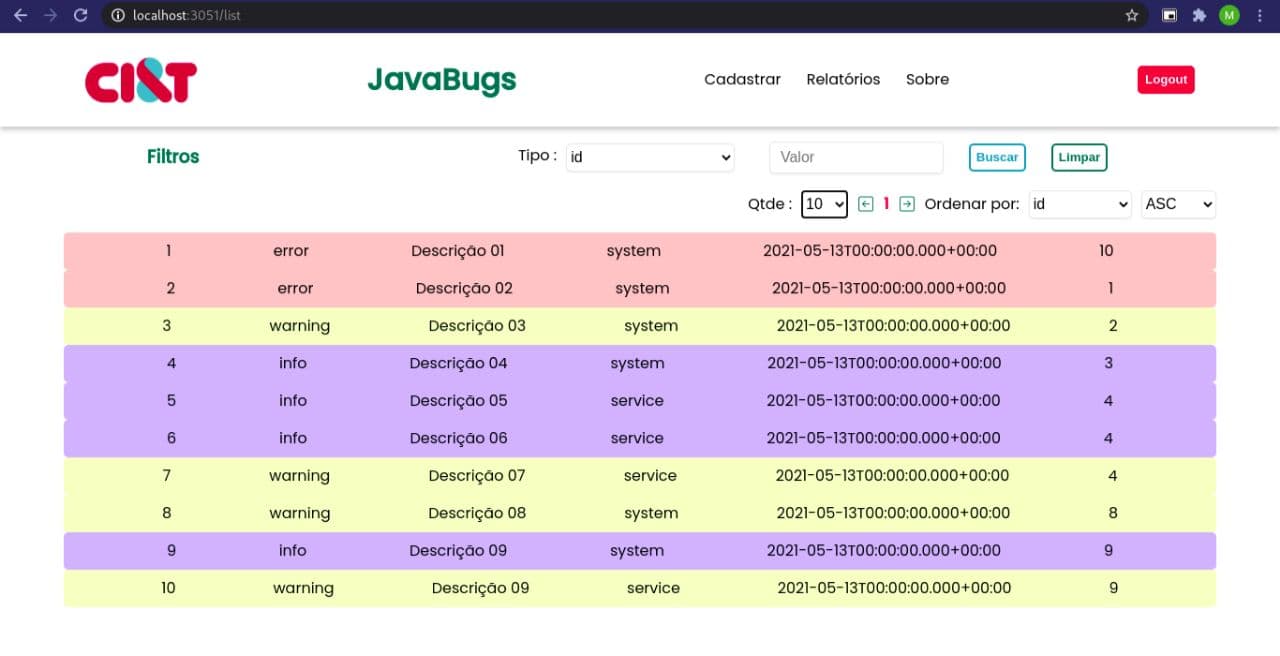 localhost:3051/list
M
CI&T JavaBugs Cadastrar Relatórios Sobre Logout
Filtros Tipo : id Valor Buscar Limpar
Qtde : 10 1 Ordenar por: id ASC
1 error Descrição 01 system 2021-05-13T00:00:00.000+00:00 10
2 error Descrição 02 system 2021-05-13T00:00:00.000+00:00 1
3 warning Descrição 03 system 2021-05-13T00:00:00.000+00:00 2
4 info Descrição 04 system 2021-05-13T00:00:00.000+00:00 3
5 info Descrição 05 service 2021-05-13T00:00:00.000+00:00 4
6 info Descrição 06 service 2021-05-13T00:00:00.000+00:00 4
7 warning Descrição 07 service 2021-05-13T00:00:00.000+00:00 4
8 warning Descrição 08 system 2021-05-13T00:00:00.000+00:00 8
9 info Descrição 09 system 2021-05-13T00:00:00.000+00:00 9
10 warning Descrição 09 service 2021-05-13T00:00:00.000+00:00 9